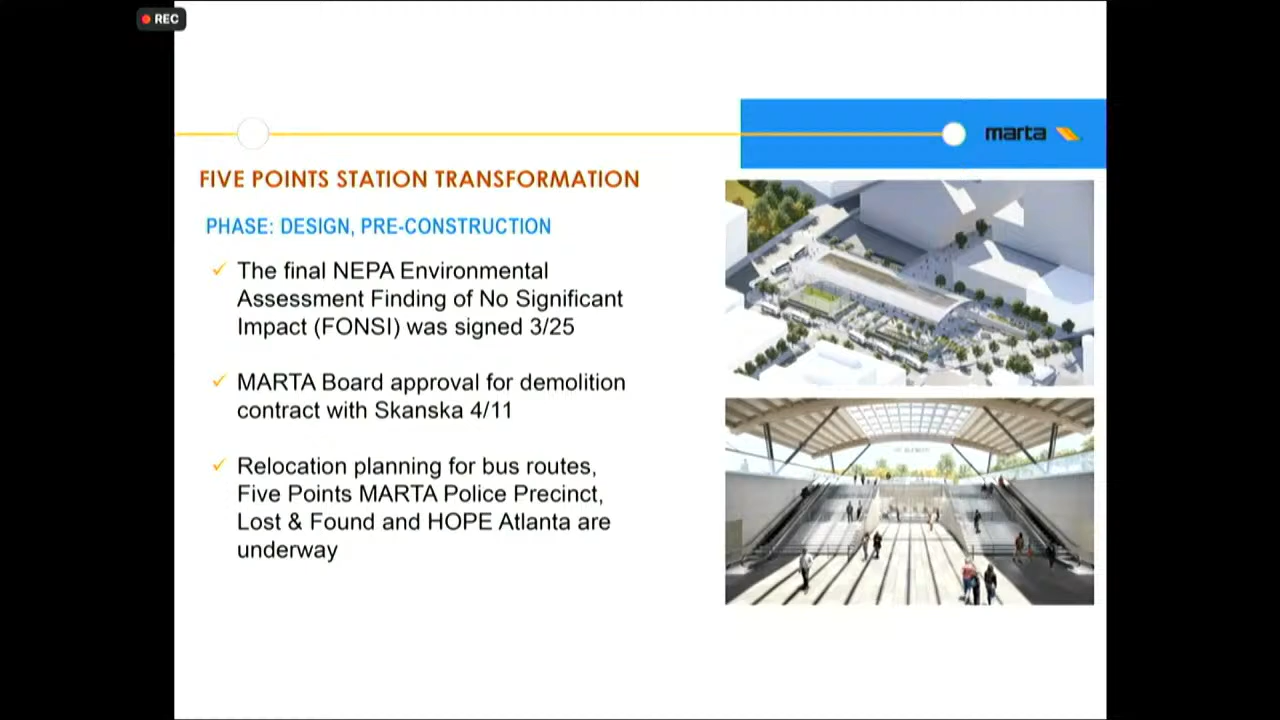 REC
marta
FIVE POINTS STATION TRANSFORMATION
PHASE: DESIGN, PRE-CONSTRUCTION
The final NEPA Environmental
Assessment Finding of No Significant
Impact (FONSI) was signed 3/25
MARTA Board approval for demolition
contract with Skanska 4/11
Relocation planning for bus routes,
Five Points MARTA Police Precinct,
Lost & Found and HOPE Atlanta are
underway